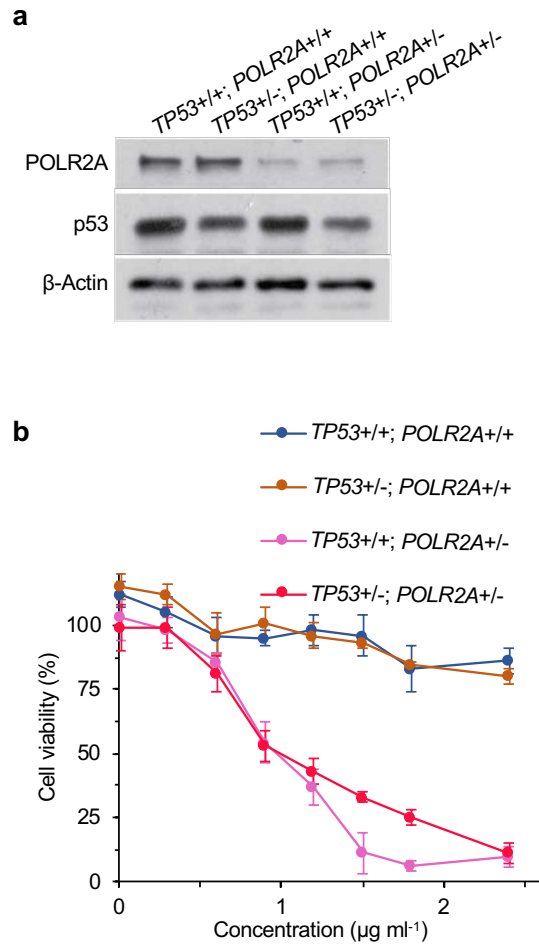 a
TP53+/+; POLR2A+/+
TP53+/-; POLR2A+/+
TP53+/+; POLR2A+/-
TP53+/-; POLR2A+/-
POLR2A
p53
β-Actin
b
TP53+/+; POLR2A+/+
TP53+/-; POLR2A+/+
TP53+/+; POLR2A+/-
TP53+/-; POLR2A+/-
100
75
50
25
0
Cell viability (%)
0 1 2
Concentration (µg ml⁻¹)